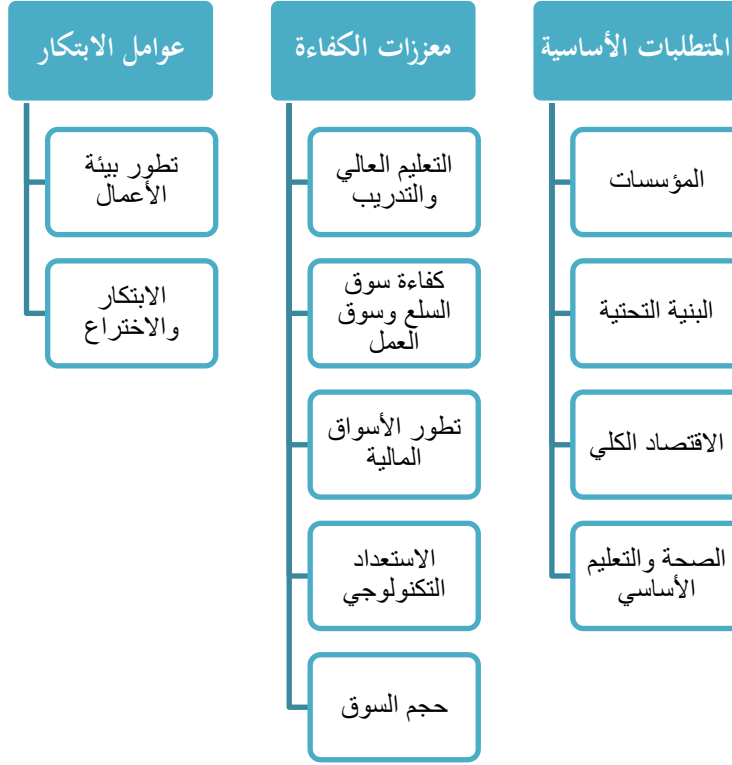 المتطلبات الأساسية
المؤسسات
البنية التحتية
الاقتصاد الكلي
الصحة والتعليم
الأساسي
معززات الكفاءة
التعليم العالي
والتدريب
كفاءة سوق
السلع وسوق
العمل
تطور الأسواق
المالية
الاستعداد
التكنولوجي
حجم السوق
عوامل الابتكار
تطور بيئة
الأعمال
الابتكار
والاختراع